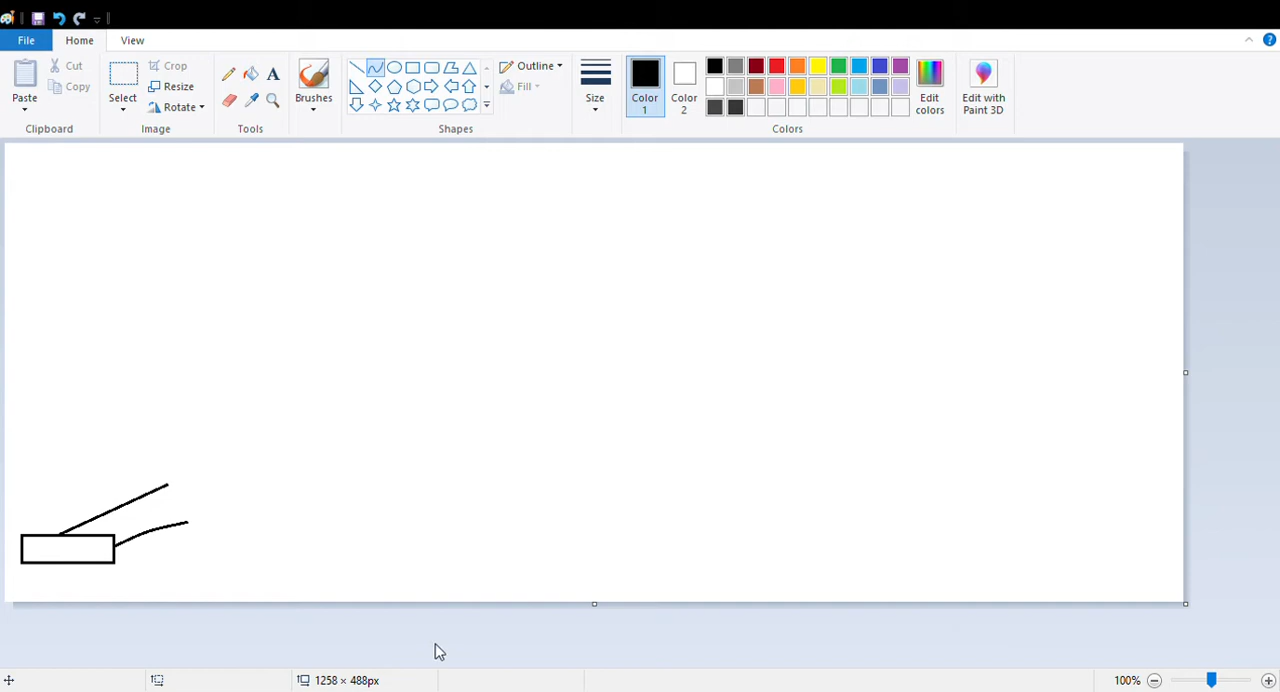 File Home View
Paste
Cut
Copy
Clipboard
Select
Crop
Resize
Rotate
Image
A
Tools
Brushes
Outline
Fill
Shapes
Size
Color 1
Color 2
Edit colors
Colors
Edit with Paint 3D
?
1258 × 488px
100%